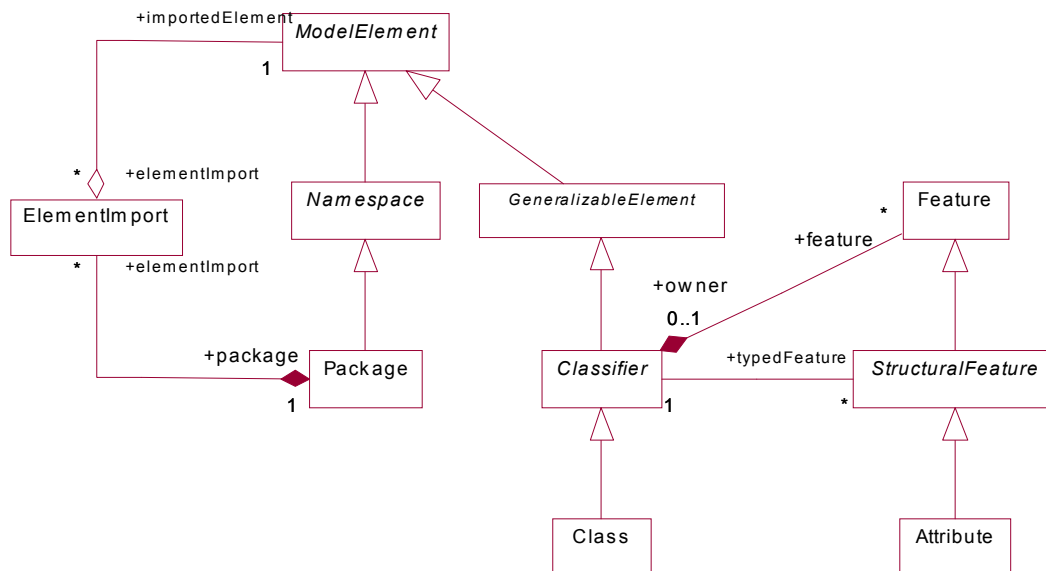 +importedElement
ModelElement
1
*
+elementImport
Namespace
GeneralizableElement
Feature
*
ElementImport
+feature
*
+elementImport
+owner
0..1
+package
Package
1
Classifier
+typedFeature
StructuralFeature
1
*
Class
Attribute